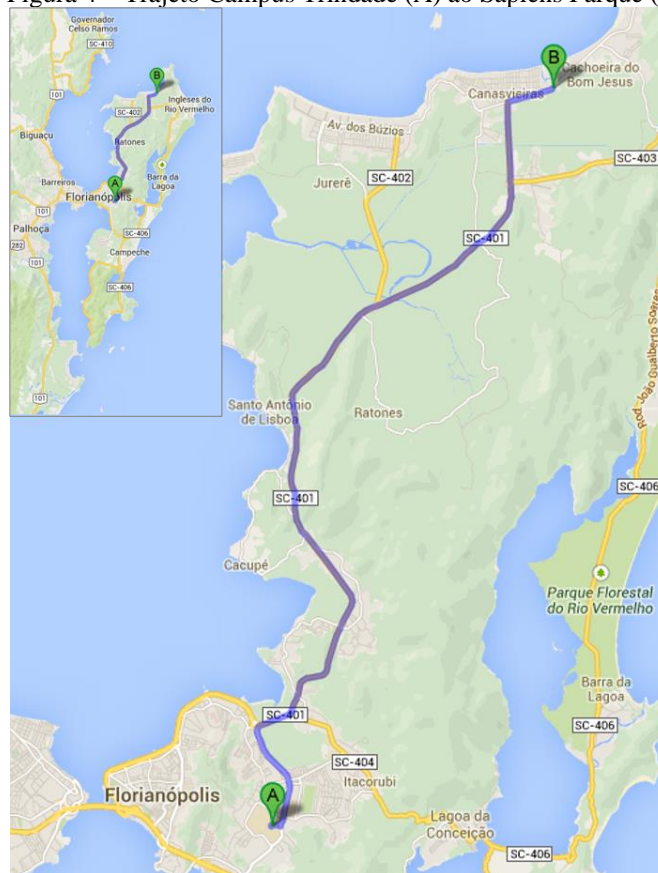 Figura 4 – Trajeto Campus Trindade (A) ao Sapiens Parque (
Governador
Celso Ramos
SC-410
101
B
Ingleses do
Rio Vermelho
SC-402
Biguaçu
Ratones
Barreiros
A
Barra da
Lagoa
Florianópolis
101
Palhoça
SC-406
282
Campeche
101
SC-406
101
B
Cachoeira do
Bom Jesus
Canasvieiras
Av. dos Búzios
SC-403
Jurerê
SC-402
SC-401
Rod. João Gualberto Soares
Santo Antônio
de Lisboa
Ratones
SC-401
SC-406
Cacupé
Parque Florestal
do Rio Vermelho
Barra da
Lagoa
SC-401
SC-406
SC-404
Itacorubi
A
Florianópolis
Lagoa da
Conceição
SC-406